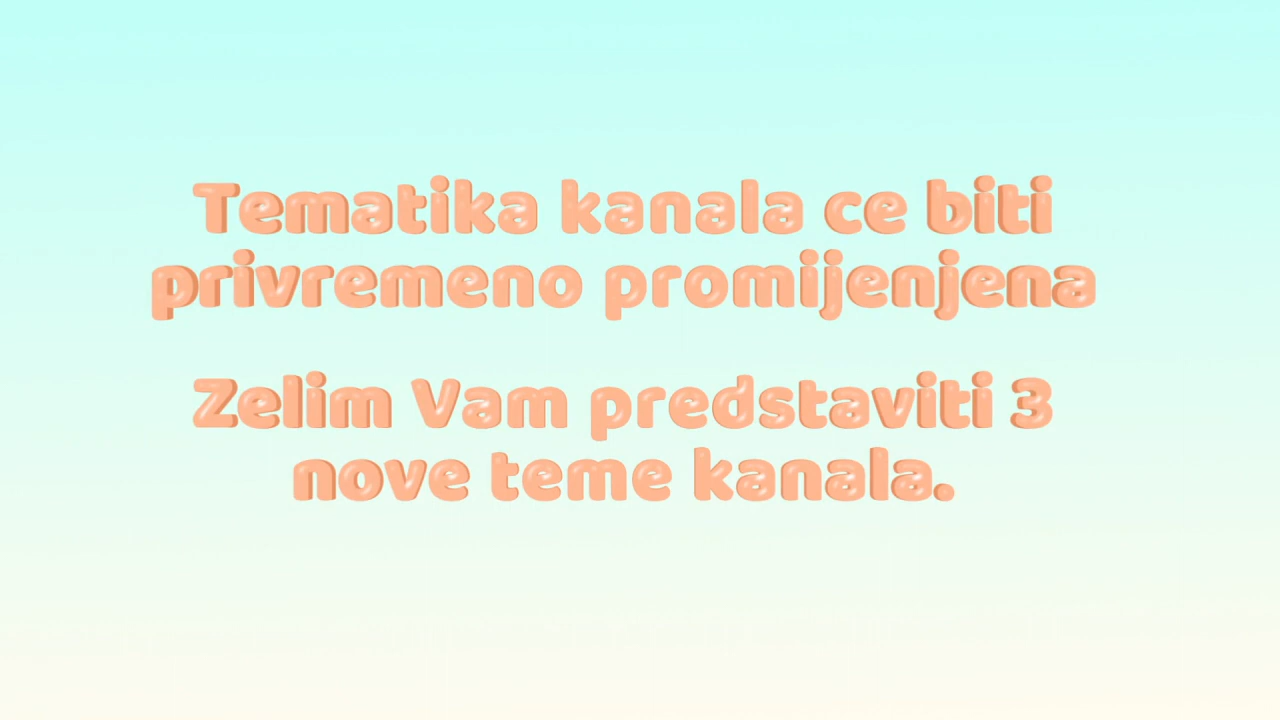 Tematika kanala ce biti
privremeno promijenjena
Zelim Vam predstaviti 3
nove teme kanala.